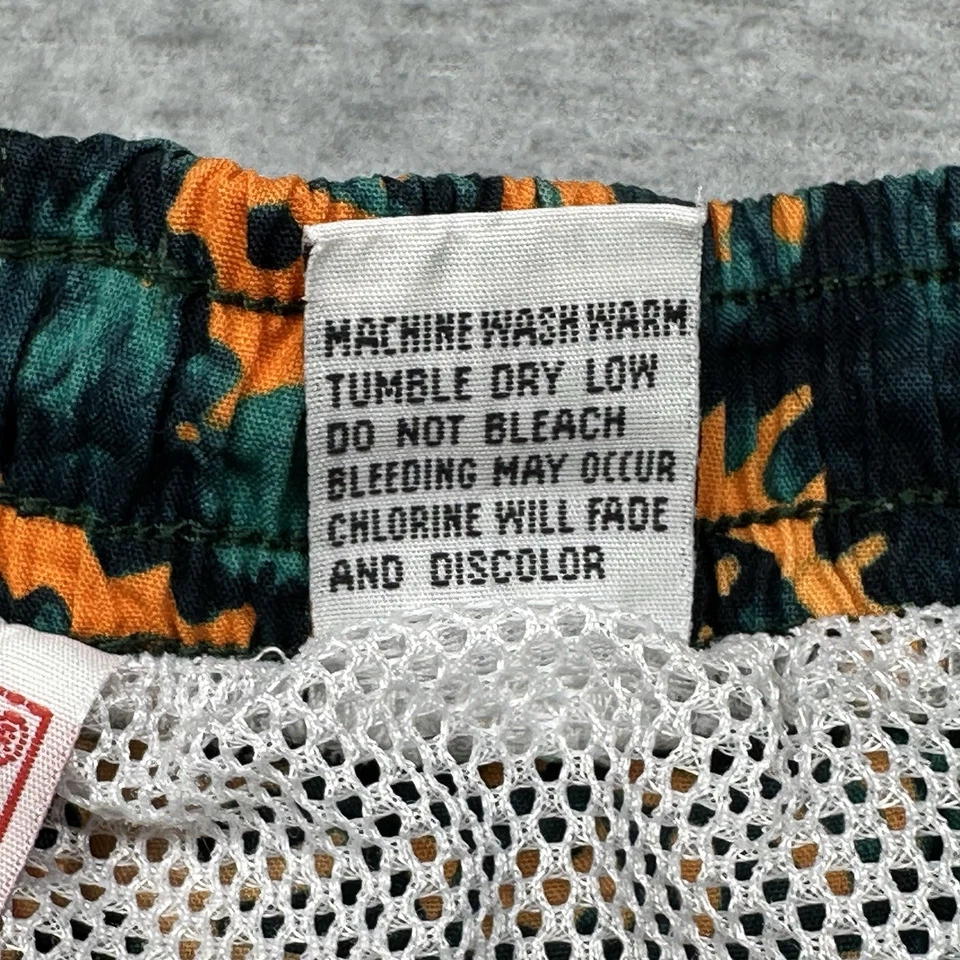 MACHINE WASH WARM
TUMBLE DRY LOW
DO NOT BLEACH
BLEEDING MAY OCCUR
CHLORINE WILL FADE
AND DISCOLOR